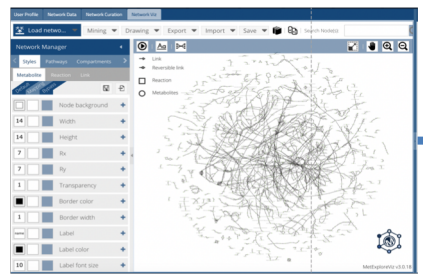 User Profile Network Data Network Curation Network Viz
Load netwo... Mining Drawing Export Import Save Search Node(s)
Network Manager
Styles Pathways Compartments
Metabolite Reaction Link
Link
Reversible link
Reaction
Metabolites
Node background
14 Width
14 Height
7 Rx
7 Ry
1 Transparency
Border color
1 Border width
name Label
Label color
10 Label font size
MetExploreViz v3.0.18